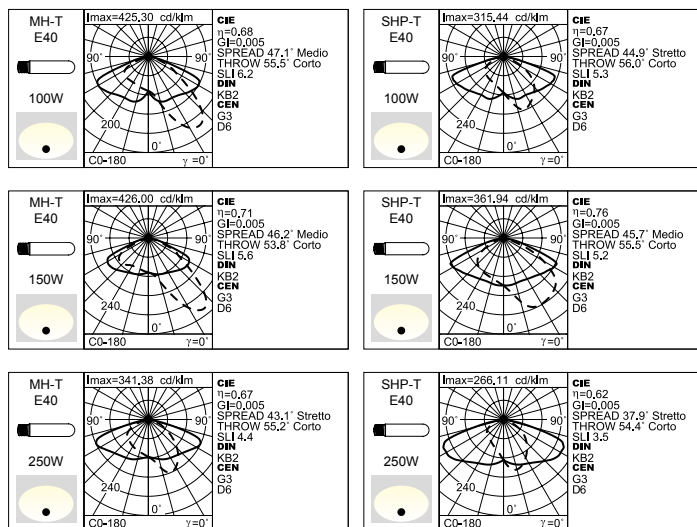 MH-T
E40
100W
Imax=425.30 cd/klm
90° 90°
200
0°
C0-180 γ=0°
CIE
η=0.68
GI=0.005
SPREAD 47.1° Medio
THROW 55.5° Corto
SLI 6.2
DIN
KB2
CEN
G3
D6
SHP-T
E40
100W
Imax=315.44 cd/klm
90° 90°
240
0°
C0-180 γ=0°
CIE
η=0.67
GI=0.005
SPREAD 44.9° Stretto
THROW 56.0° Corto
SLI 5.3
DIN
KB2
CEN
G3
D6
MH-T
E40
150W
Imax=426.00 cd/klm
90° 90°
240
0°
C0-180 γ=0°
CIE
η=0.71
GI=0.005
SPREAD 46.2° Medio
THROW 53.8° Corto
SLI 5.6
DIN
KB2
CEN
G3
D6
SHP-T
E40
150W
Imax=361.94 cd/klm
90° 90°
240
0°
C0-180 γ=0°
CIE
η=0.76
GI=0.005
SPREAD 45.7° Medio
THROW 55.5° Corto
SLI 5.2
DIN
KB2
CEN
G3
D6
MH-T
E40
250W
Imax=341.38 cd/klm
90° 90°
240
0°
C0-180 γ=0°
CIE
η=0.67
GI=0.005
SPREAD 43.1° Stretto
THROW 55.2° Corto
SLI 4.4
DIN
KB2
CEN
G3
D6
SHP-T
E40
250W
Imax=266.11 cd/klm
90° 90°
240
0°
C0-180 γ=0°
CIE
η=0.62
GI=0.005
SPREAD 37.9° Stretto
THROW 54.4° Corto
SLI 3.5
DIN
KB2
CEN
G3
D6